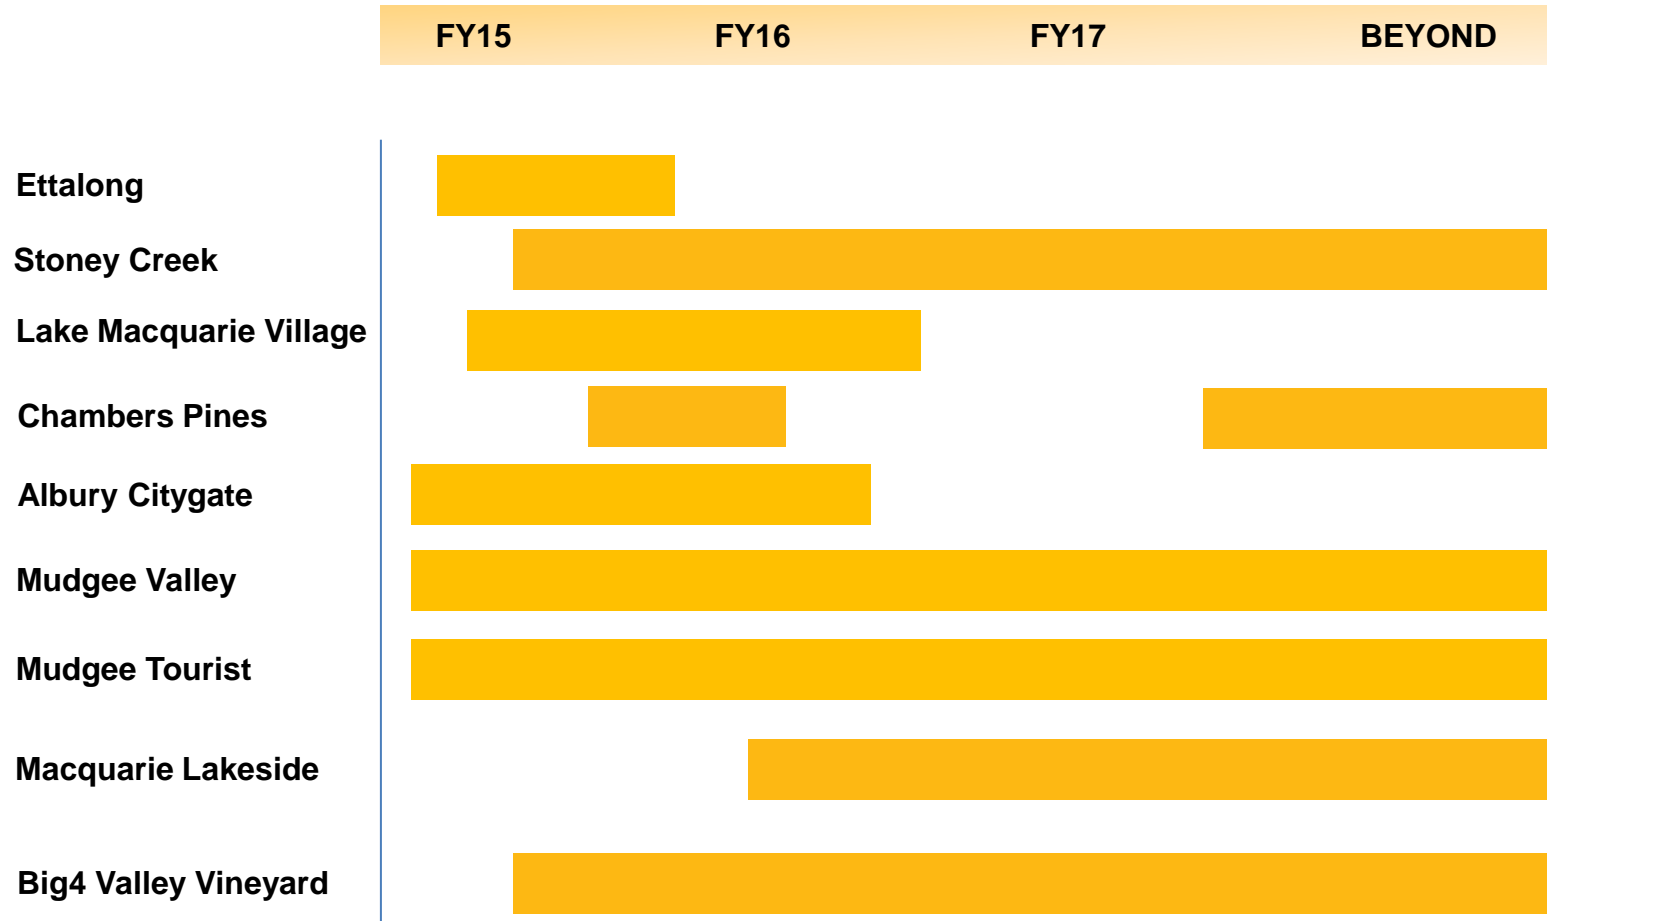 FY15 FY16 FY17 BEYOND
Ettalong
Stoney Creek
Lake Macquarie Village
Chambers Pines
Albury Citygate
Mudgee Valley
Mudgee Tourist
Macquarie Lakeside
Big4 Valley Vineyard